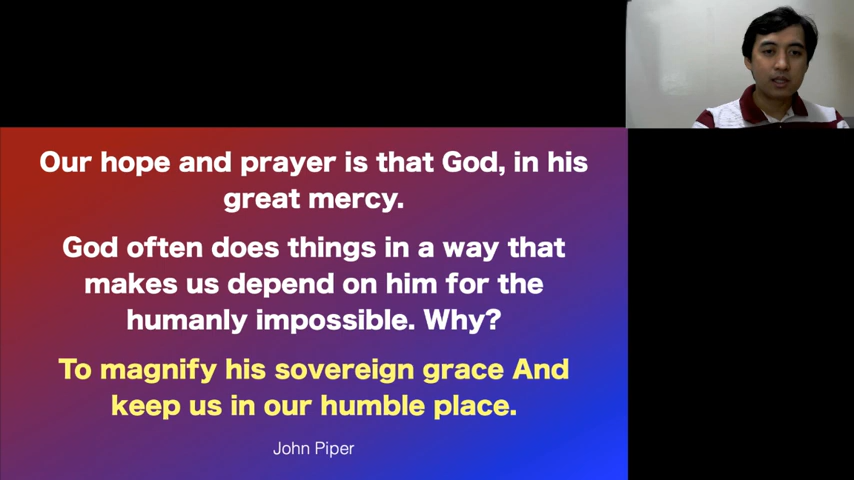 Our hope and prayer is that God, in his
great mercy.
God often does things in a way that
makes us depend on him for the
humanly impossible. Why?
To magnify his sovereign grace And
keep us in our humble place.
John Piper